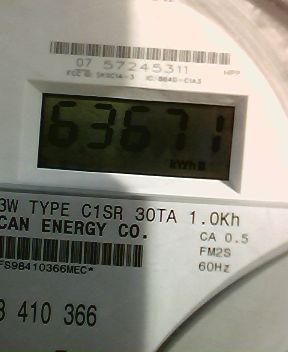 07 57245311
63671
kWh
3W TYPE C1SR 30TA 1.0Kh
CAN ENERGY CO.
CA 0.5
FM2S
FS98410366MEC*
60Hz
3 410 366